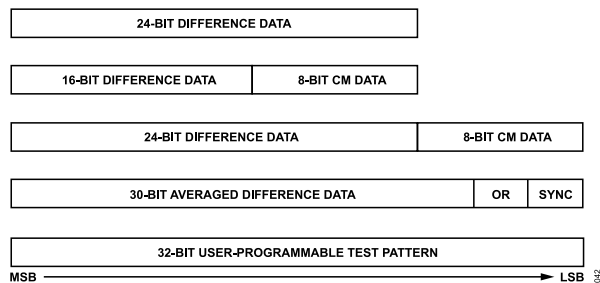 24-BIT DIFFERENCE DATA
16-BIT DIFFERENCE DATA 8-BIT CM DATA
24-BIT DIFFERENCE DATA 8-BIT CM DATA
30-BIT AVERAGED DIFFERENCE DATA OR SYNC
32-BIT USER-PROGRAMMABLE TEST PATTERN
MSB LSB
042